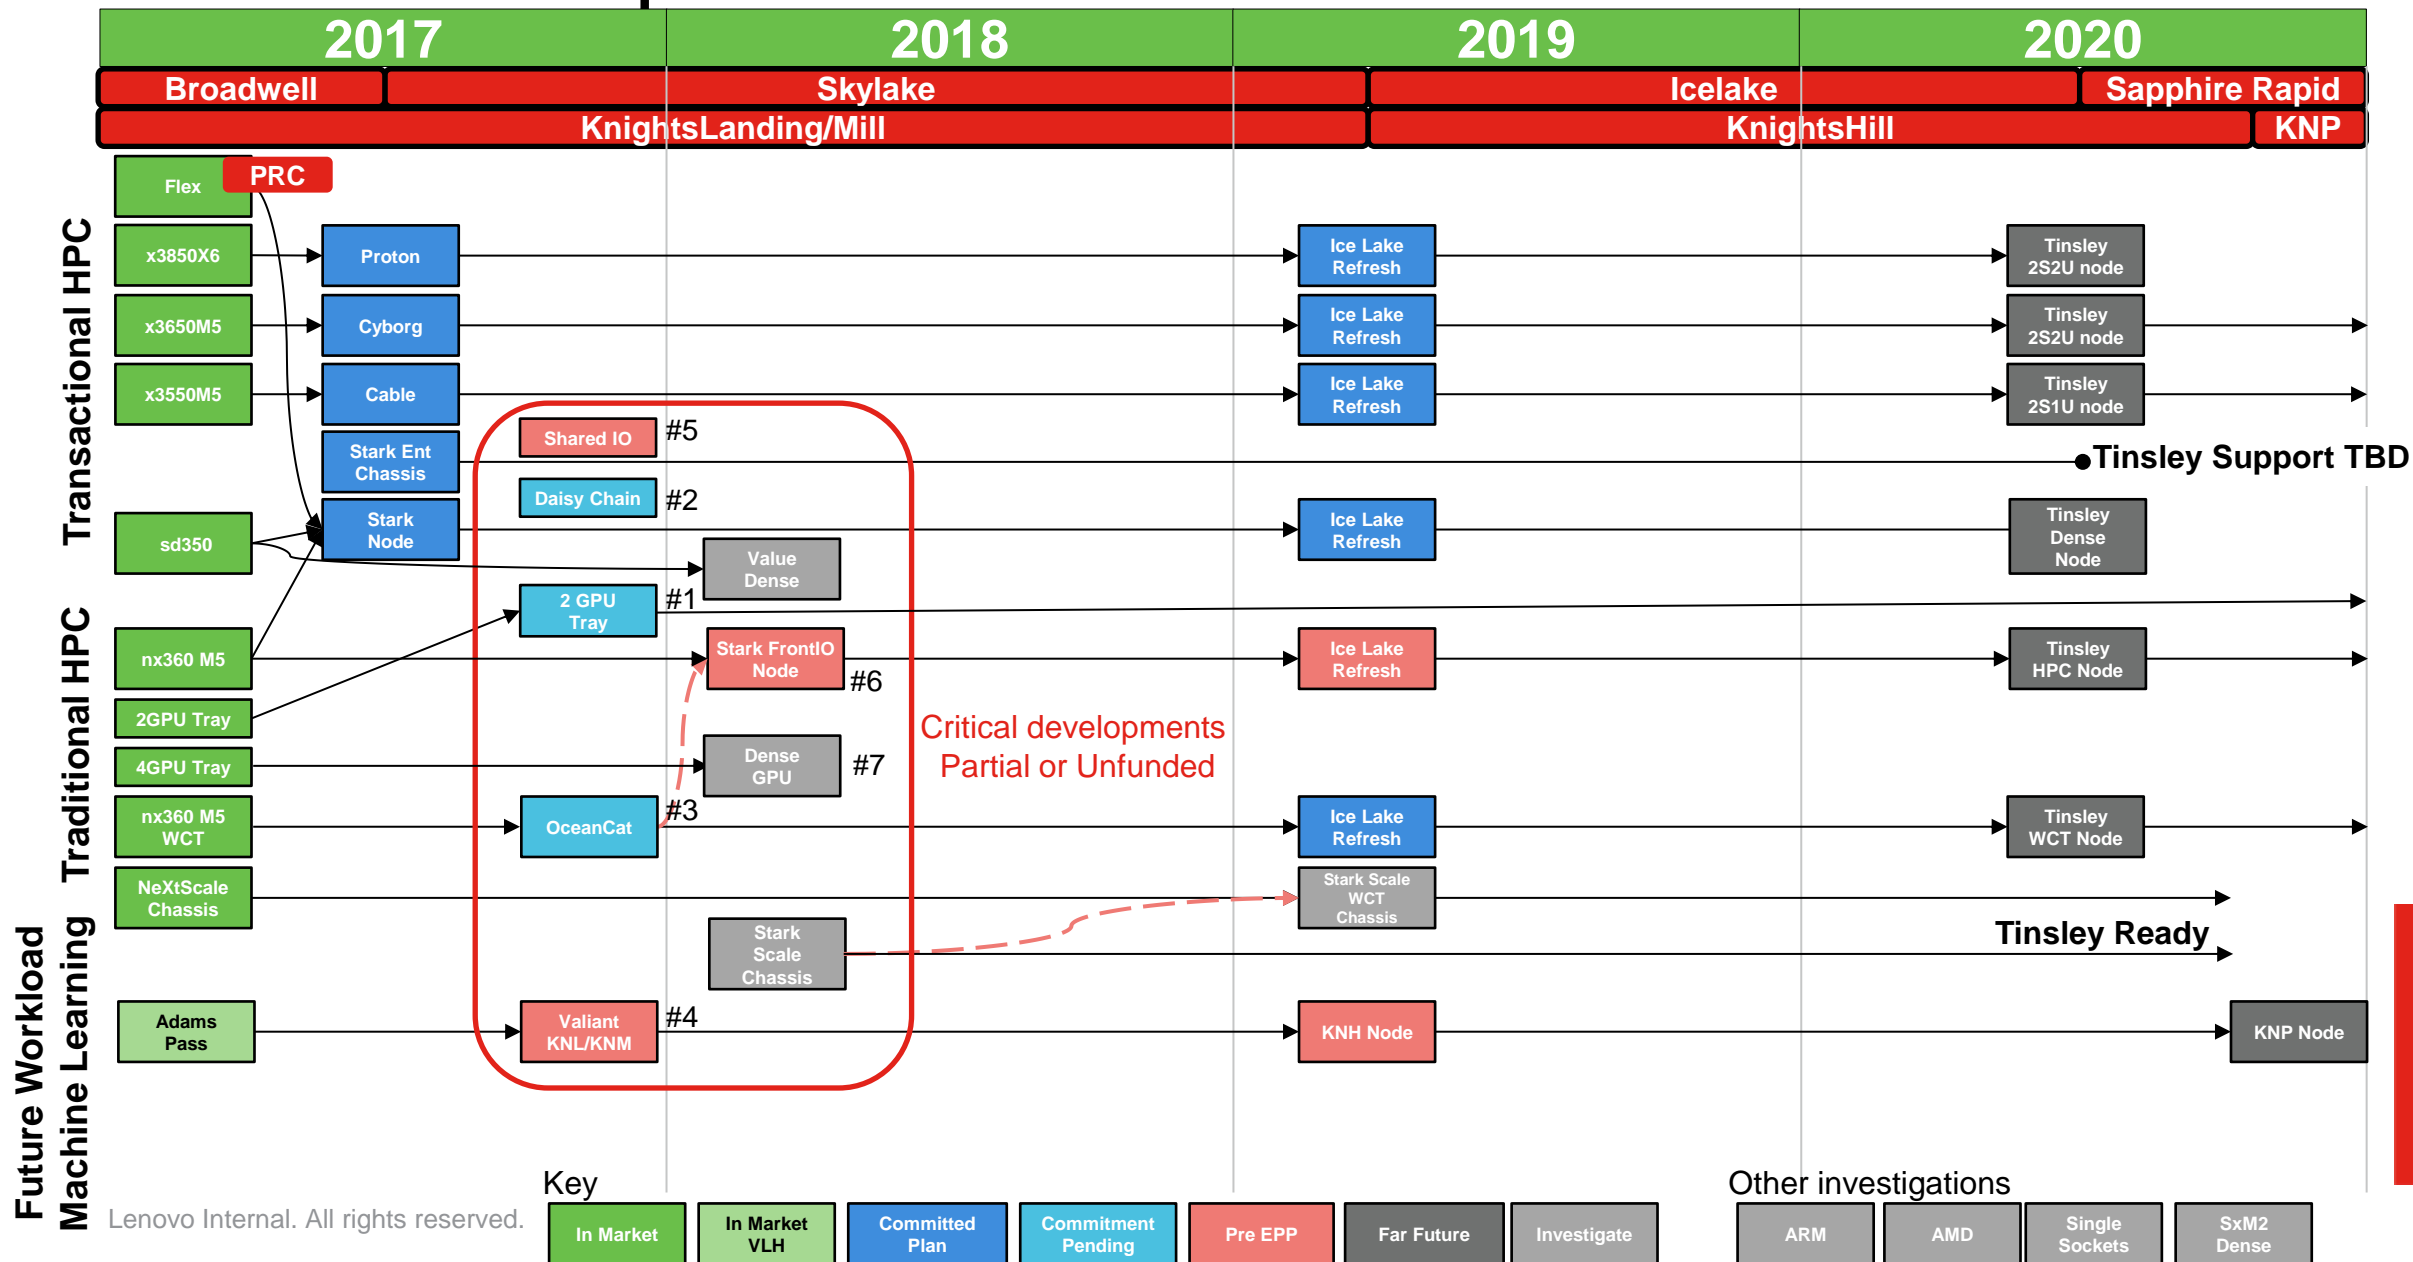 2017 2018 2019 2020
Broadwell Skylake Icelake Sapphire Rapid
KnightsLanding/Mill KnightsHill KNP
Transactional HPC
Traditional HPC
Future Workload
Machine Learning
Flex
PRC
x3850X6
Proton
Ice Lake
Refresh
Tinsley
2S2U node
x3650M5
Cyborg
Ice Lake
Refresh
Tinsley
2S2U node
x3550M5
Cable
Ice Lake
Refresh
Tinsley
2S1U node
Shared IO
#5
Stark Ent
Chassis
Tinsley Support TBD
Daisy Chain
#2
sd350
Stark
Node
Ice Lake
Refresh
Tinsley
Dense
Node
Value
Dense
2 GPU
Tray
#1
nx360 M5
Stark FrontIO
Node
#6
Ice Lake
Refresh
Tinsley
HPC Node
2GPU Tray
Critical developments
Partial or Unfunded
4GPU Tray
Dense
GPU
#7
nx360 M5
WCT
OceanCat
#3
Ice Lake
Refresh
Tinsley
WCT Node
NeXtScale
Chassis
Stark Scale
WCT
Chassis
Stark
Scale
Chassis
Tinsley Ready
Adams
Pass
Valiant
KNL/KNM
#4
KNH Node
KNP Node
Lenovo Internal. All rights reserved.
Key
In Market
In Market
VLH
Committed
Plan
Commitment
Pending
Pre EPP
Far Future
Investigate
Other investigations
ARM
AMD
Single
Sockets
SxM2
Dense